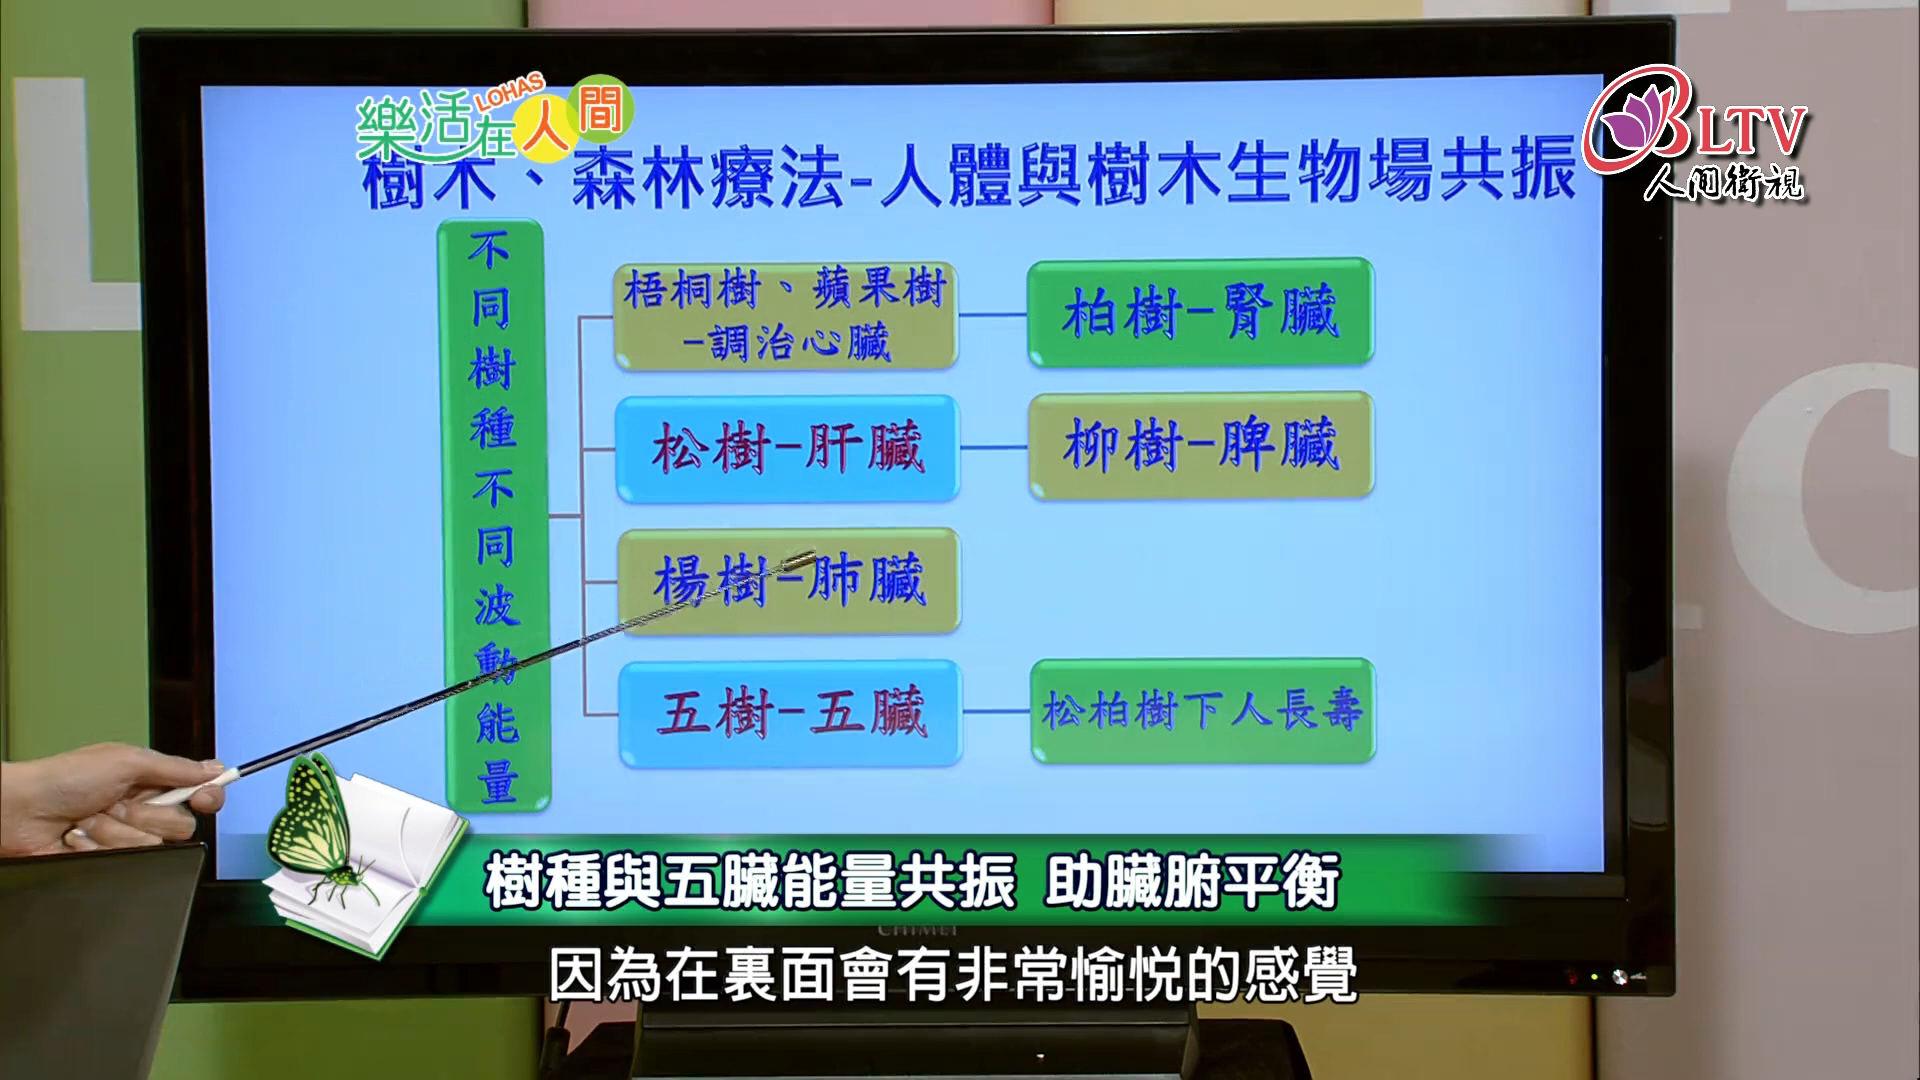 樂活在人間
LOHAS
BLTV
人間衛視
樹木、森林療法-人體與樹木生物場共振
不同樹種不同波動能量
梧桐樹、蘋果樹
-調治心臟
柏樹-腎臟
松樹-肝臟
柳樹-脾臟
楊樹-肺臟
五樹-五臟
松柏樹下人長壽
樹種與五臟能量共振 助臟腑平衡
CHIMEI
因為在裏面會有非常愉悅的感覺